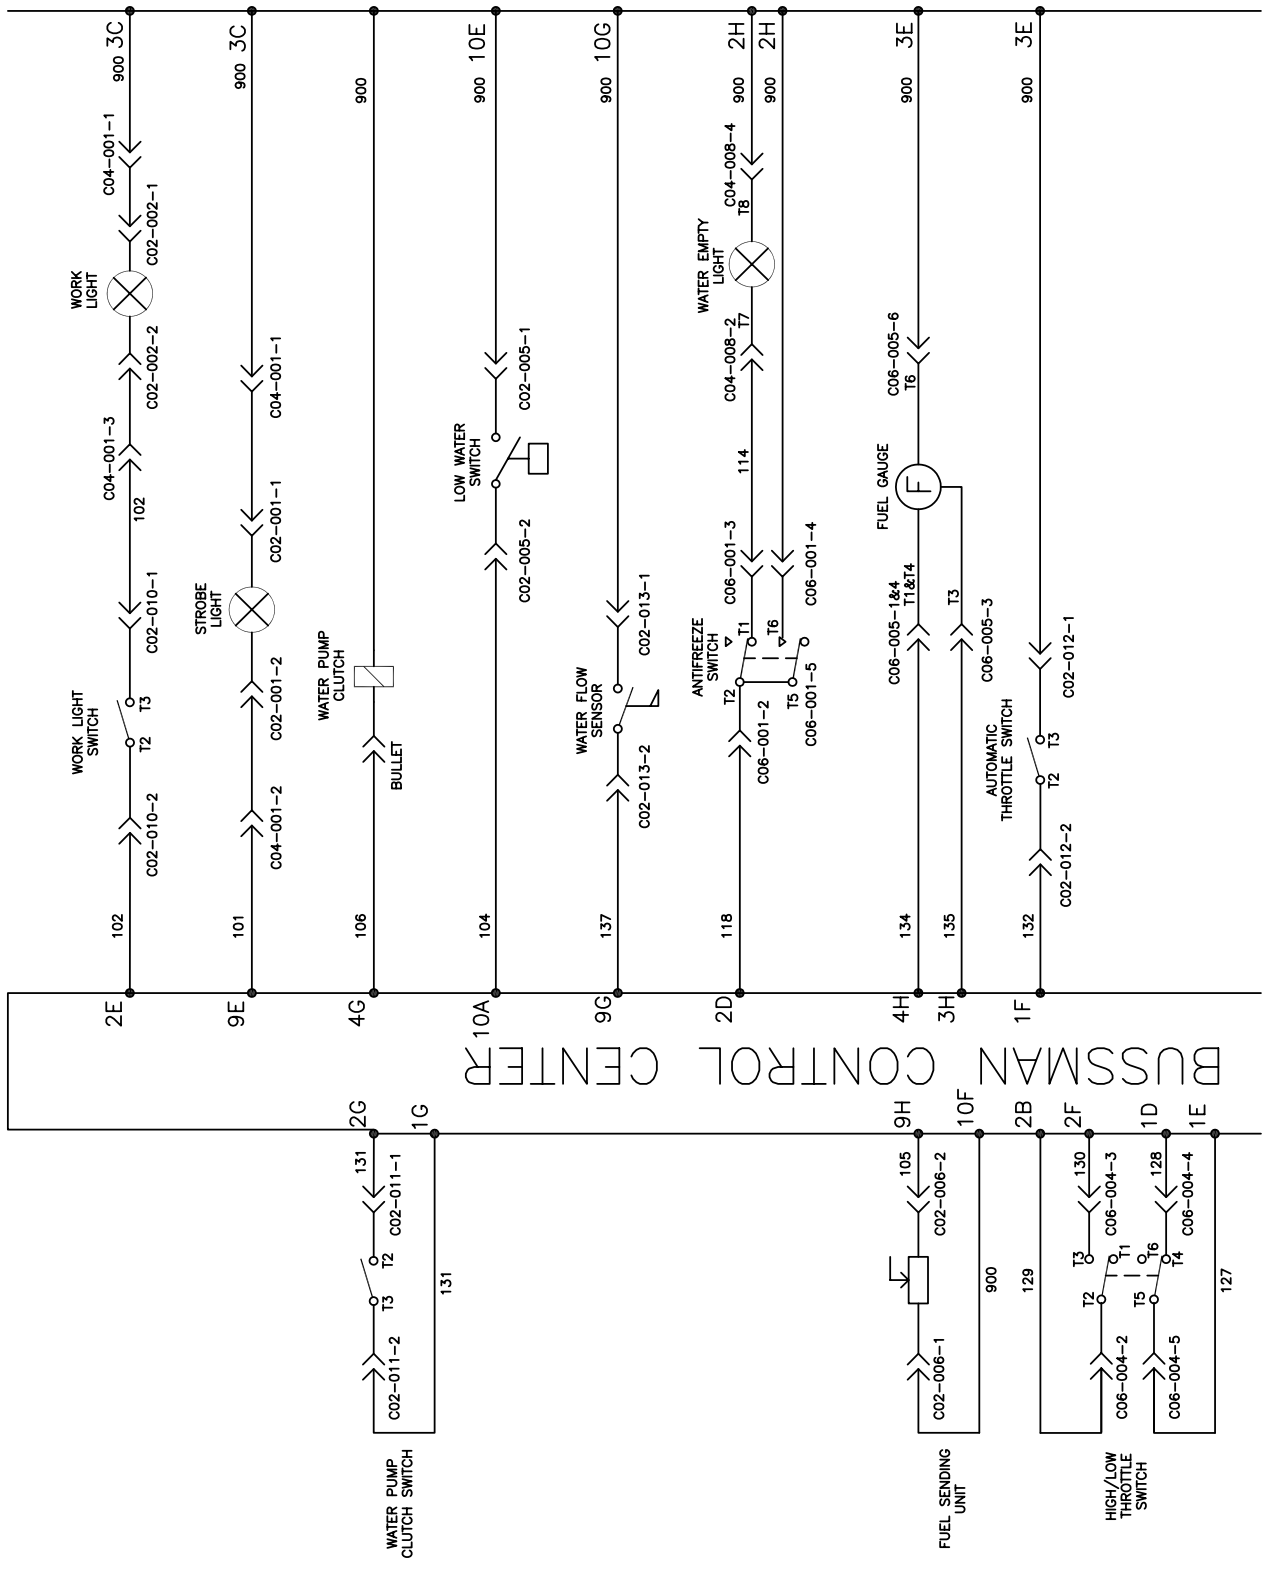 3C
900
C04-001-1
C02-002-1
WORK
LIGHT
C02-002-2
C04-001-3
102
C02-010-1
WORK LIGHT
SWITCH
T3
T2
C02-010-2
102
2E
3C
900
C04-001-1
C02-001-1
STROBE
LIGHT
C02-001-2
C04-001-2
101
9E
900
WATER PUMP
CLUTCH
BULLET
106
4G
10E
900
C02-005-1
LOW WATER
SWITCH
C02-005-2
104
10A
10G
900
C02-013-1
WATER FLOW
SENSOR
C02-013-2
137
9G
2H
2H
900
900
C04-008-4
T8
WATER EMPTY
LIGHT
T7
C04-008-2
114
C06-001-3
C06-001-4
ANTIFREEZE
SWITCH
T1
T6
T2
T5
C06-001-5
C06-001-2
118
2D
3E
900
C06-005-6
T6
FUEL GAUGE
F
C06-005-1&4
T1&T4
T3
C06-005-3
134
135
4H
3H
3E
900
C02-012-1
AUTOMATIC
THROTTLE SWITCH
T3
T2
C02-012-2
132
1F
BUSSMAN CONTROL CENTER
2G
1G
131
C02-011-1
T2
T3
C02-011-2
131
WATER PUMP
CLUTCH SWITCH
9H
10F
105
C02-006-2
900
C02-006-1
FUEL SENDING
UNIT
2B
2F
1D
1E
130
C06-004-3
128
C06-004-4
T3
T1
T6
T4
129
T2
T5
127
C06-004-2
C06-004-5
HIGH/LOW
THROTTLE
SWITCH